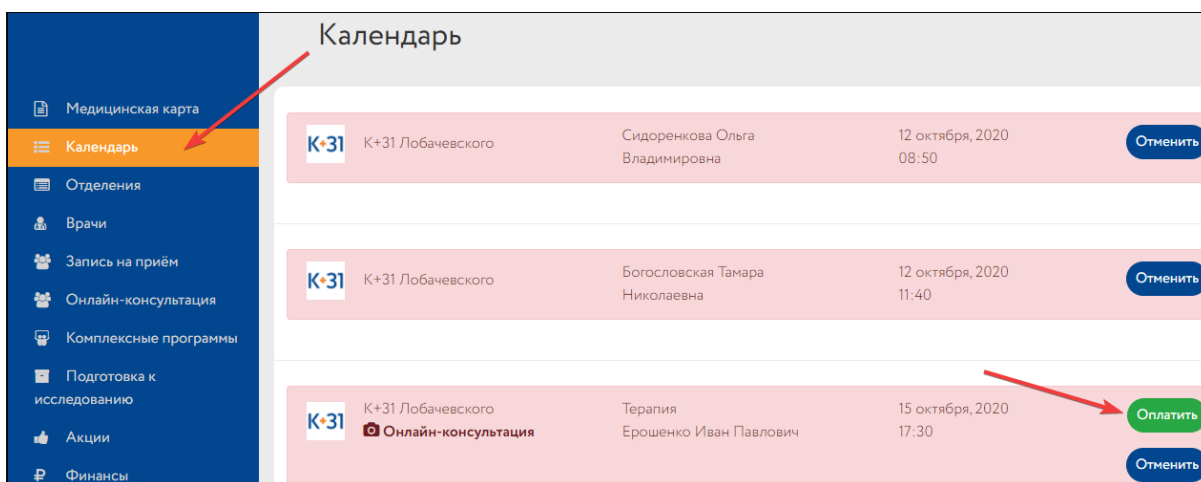 Календарь
Медицинская карта
Календарь
Отделения
Врачи
Запись на приём
Онлайн-консультация
Комплексные программы
Подготовка к
исследованию
Акции
Финансы
К+31 К+31 Лобачевского Сидоренкова Ольга 12 октября, 2020 Отменить
Владимировна 08:50
К+31 К+31 Лобачевского Богословская Тамара 12 октября, 2020 Отменить
Николаевна 11:40
К+31 К+31 Лобачевского Терапия 15 октября, 2020 Оплатить
Онлайн-консультация Ерошенко Иван Павлович 17:30
Отменить